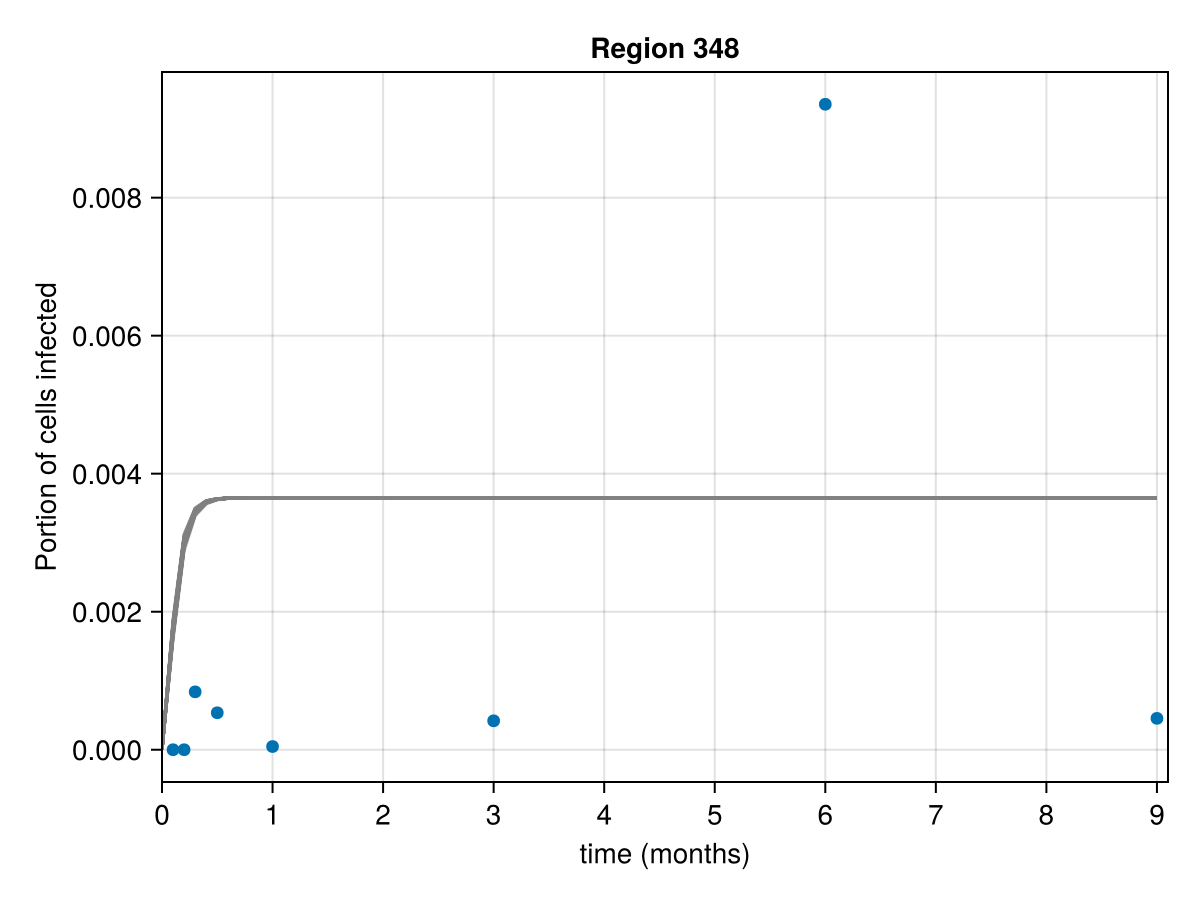 Region 348
Portion of cells infected
0.008
0.006
0.004
0.002
0.000
0 1 2 3 4 5 6 7 8 9
time (months)